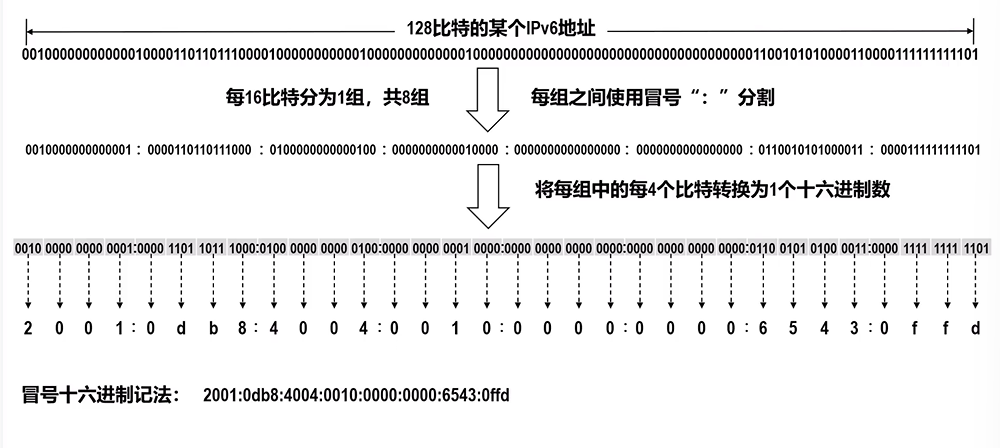 128比特的某个IPv6地址
00100000000000010000110110111000010000000000010000000000000100000000000000000000000000000000000001100101010000110000111111111101
每16比特分为1组，共8组
每组之间使用冒号“：”分割
0010000000000001 : 0000110110111000 : 0100000000000100 : 0000000000010000 : 0000000000000000 : 0000000000000000 : 0110010101000011 : 0000111111111101
将每组中的每4个比特转换为1个十六进制数
0010 0000 0000 0001:0000 1101 1011 1000:0100 0000 0000 0100:0000 0000 0001 0000:0000 0000 0000 0000:0000 0000 0000 0000:0110 0101 0100 0011:0000 1111 1111 1101
2 0 0 1 : 0 d b 8 : 4 0 0 4 : 0 0 1 0 : 0 0 0 0 : 0 0 0 0 : 6 5 4 3 : 0 f f d
冒号十六进制记法： 2001:0db8:4004:0010:0000:0000:6543:0ffd